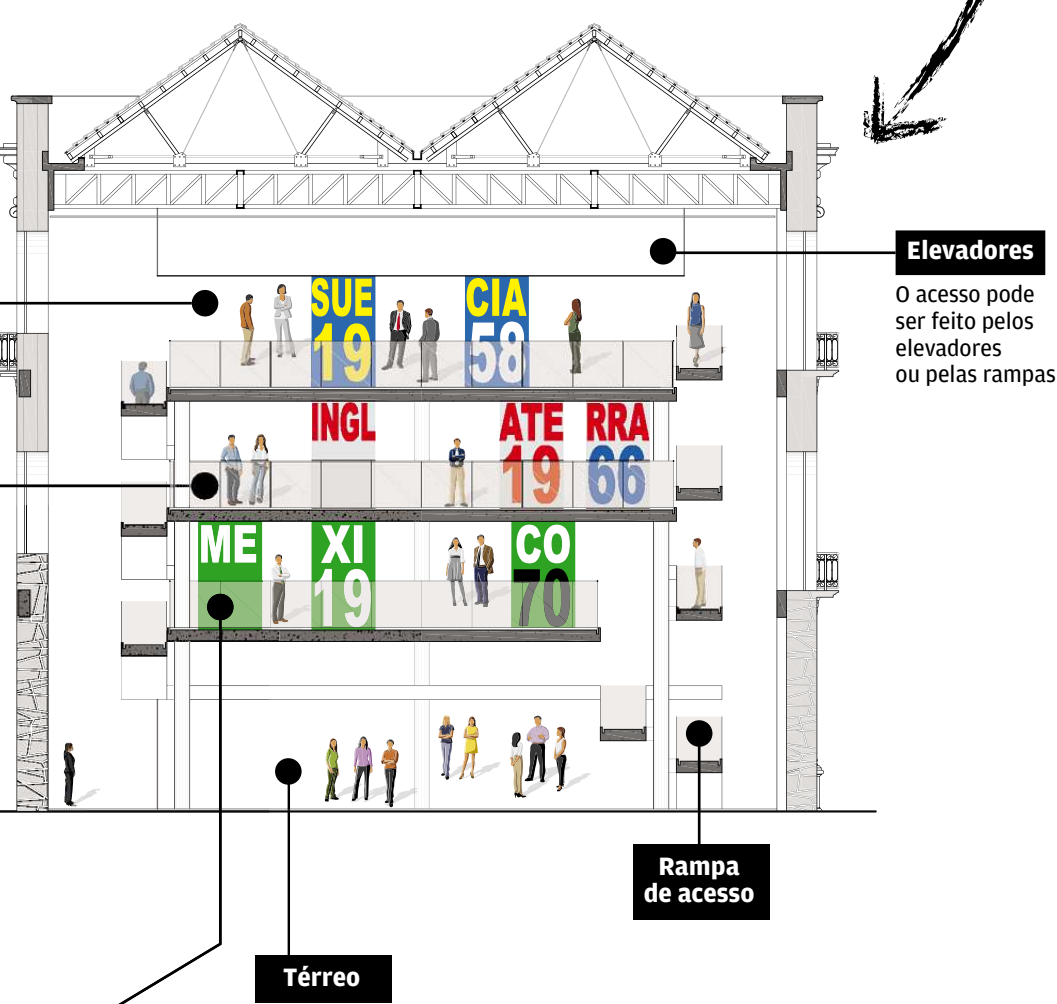 SUE CIA
19 58
INGL ATE RRA
19 66
ME XI CO
19 70
Elevadores
O acesso pode
ser feito pelos
elevadores
ou pelas rampas
Rampa
de acesso
Térreo